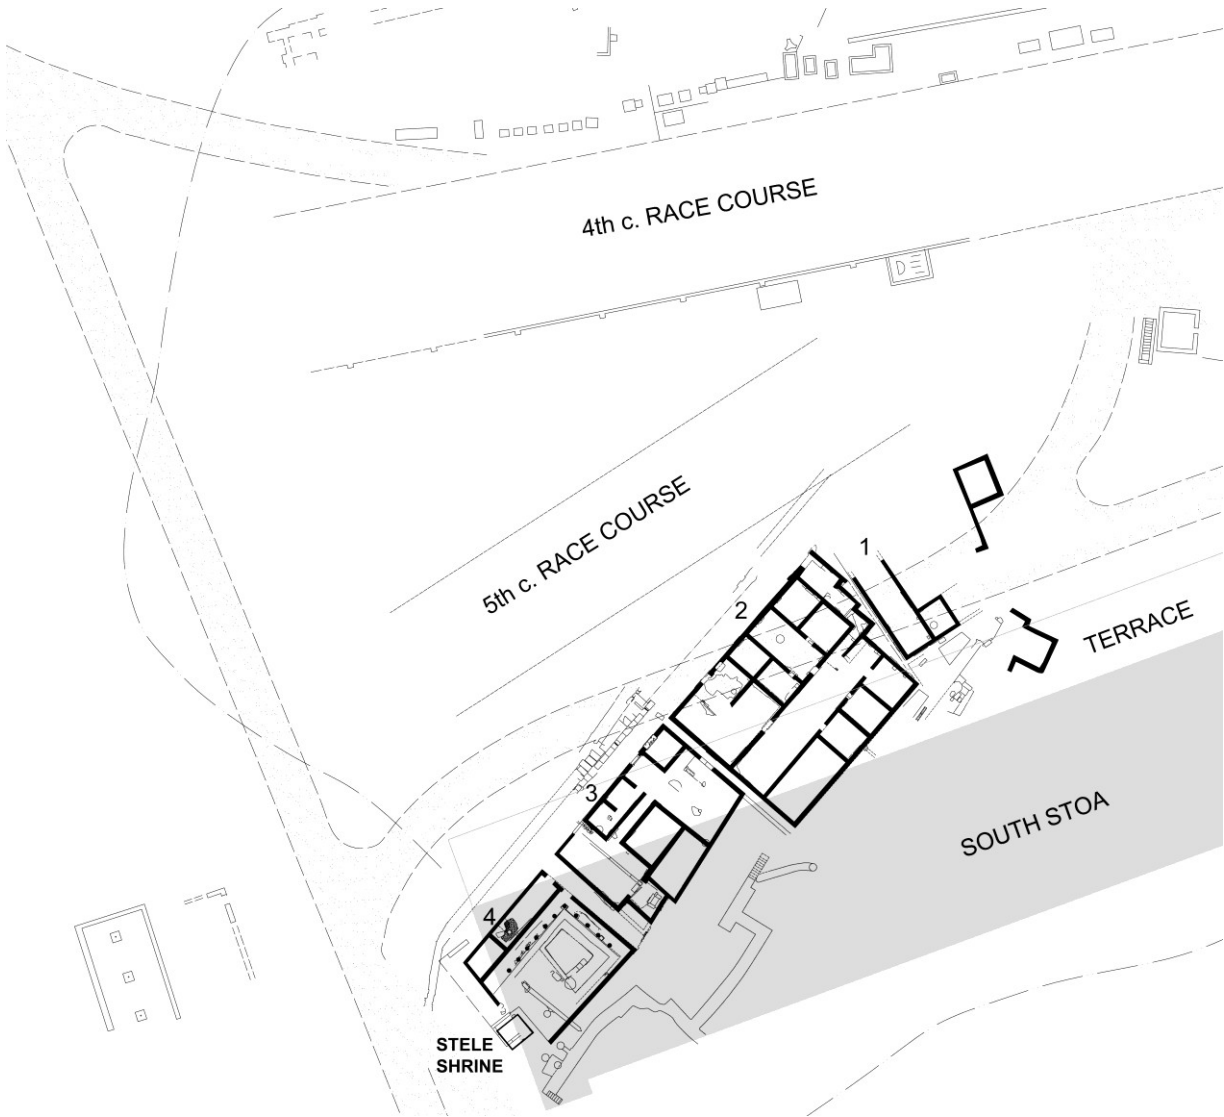 4th c. RACE COURSE
5th c. RACE COURSE
1
2
TERRACE
3
SOUTH STOA
4
STELE
SHRINE